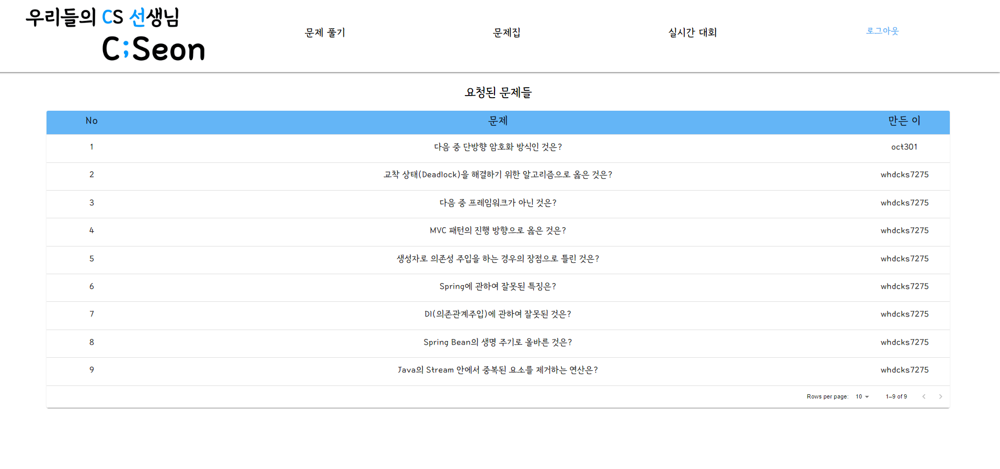 우리들의 CS 선생님
C;Seon
문제 풀기 문제집 실시간 대회 로그아웃
요청된 문제들
No 문제 만든 이
1 다음 중 단방향 암호화 방식인 것은? oct301
2 교착 상태(Deadlock)을 해결하기 위한 알고리즘으로 옳은 것은? whdcks7275
3 다음 중 프레임워크가 아닌 것은? whdcks7275
4 MVC 패턴의 진행 방향으로 옳은 것은? whdcks7275
5 생성자로 의존성 주입을 하는 경우의 장점으로 틀린 것은? whdcks7275
6 Spring에 관하여 잘못된 특징은? whdcks7275
7 DI(의존관계주입)에 관하여 잘못된 것은? whdcks7275
8 Spring Bean의 생명 주기로 올바른 것은? whdcks7275
9 Java의 Stream 안에서 중복된 요소를 제거하는 연산은? whdcks7275
Rows per page: 10 1–9 of 9